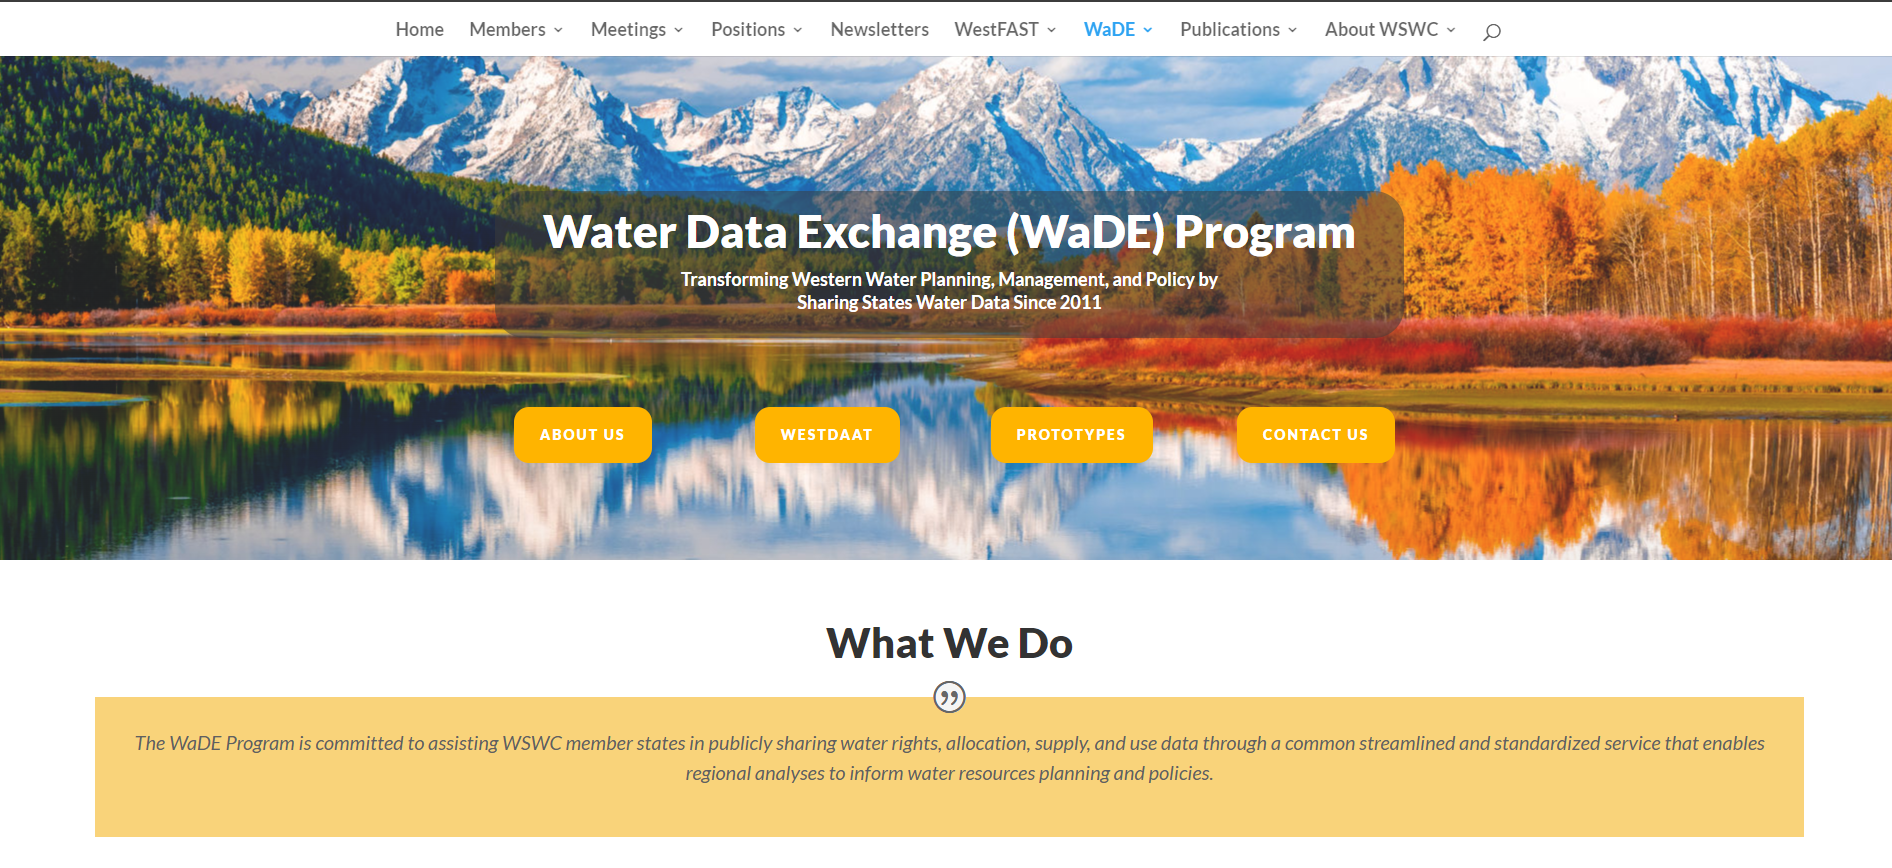 Home Members Meetings Positions Newsletters WestFAST WaDE Publications About WSWC
Water Data Exchange (WaDE) Program
Transforming Western Water Planning, Management, and Policy by
Sharing States Water Data Since 2011
ABOUT US WESTDAAT PROTOTYPES CONTACT US
What We Do
”
The WaDE Program is committed to assisting WSWC member states in publicly sharing water rights, allocation, supply, and use data through a common streamlined and standardized service that enables
regional analyses to inform water resources planning and policies.